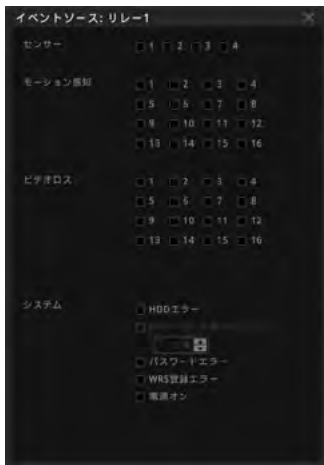 イベントソース: リレー1
センサー 1 2 3 4
モーション感知 1 2 3 4
5 6 7 8
9 10 11 12
13 14 15 16
ビデオロス 1 2 3 4
5 6 7 8
9 10 11 12
13 14 15 16
システム HDDエラー
パスワードエラー
WRS登録エラー
電源オン